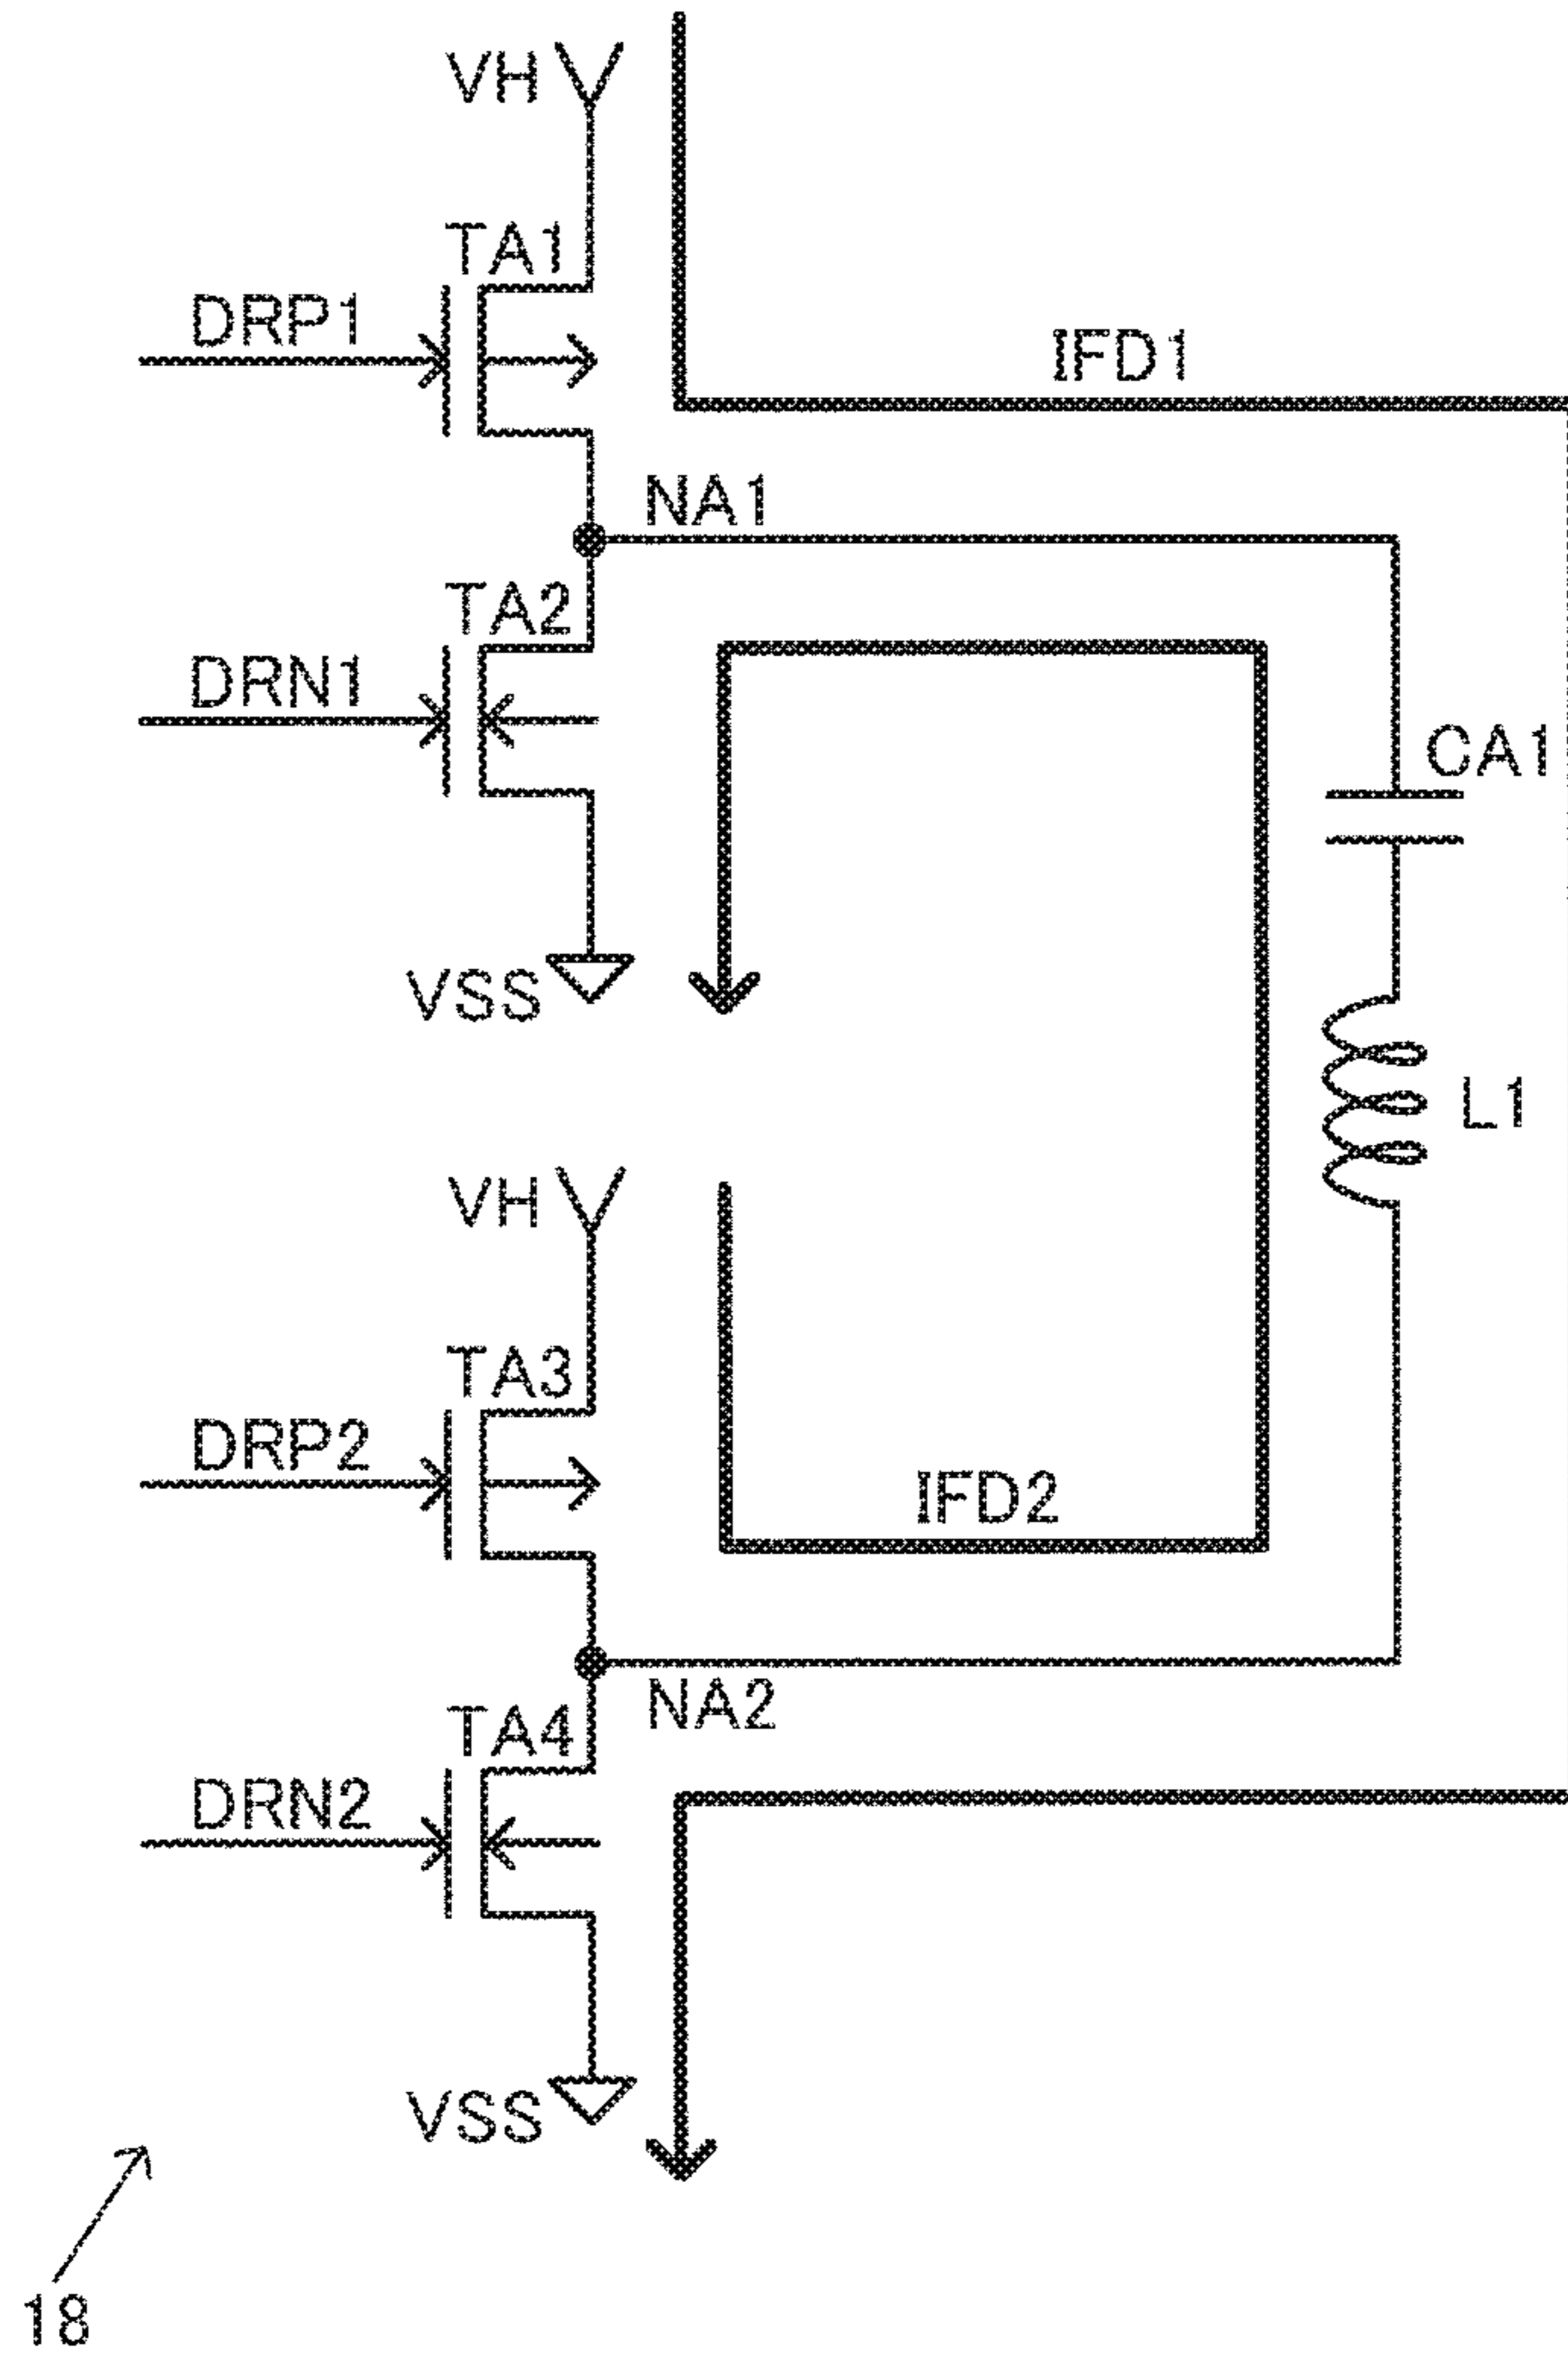 VH
TA1
DRP1
IFD1
NA1
TA2
DRN1
CA1
VSS
L1
VH
TA3
DRP2
IFD2
NA2
TA4
DRN2
VSS
18